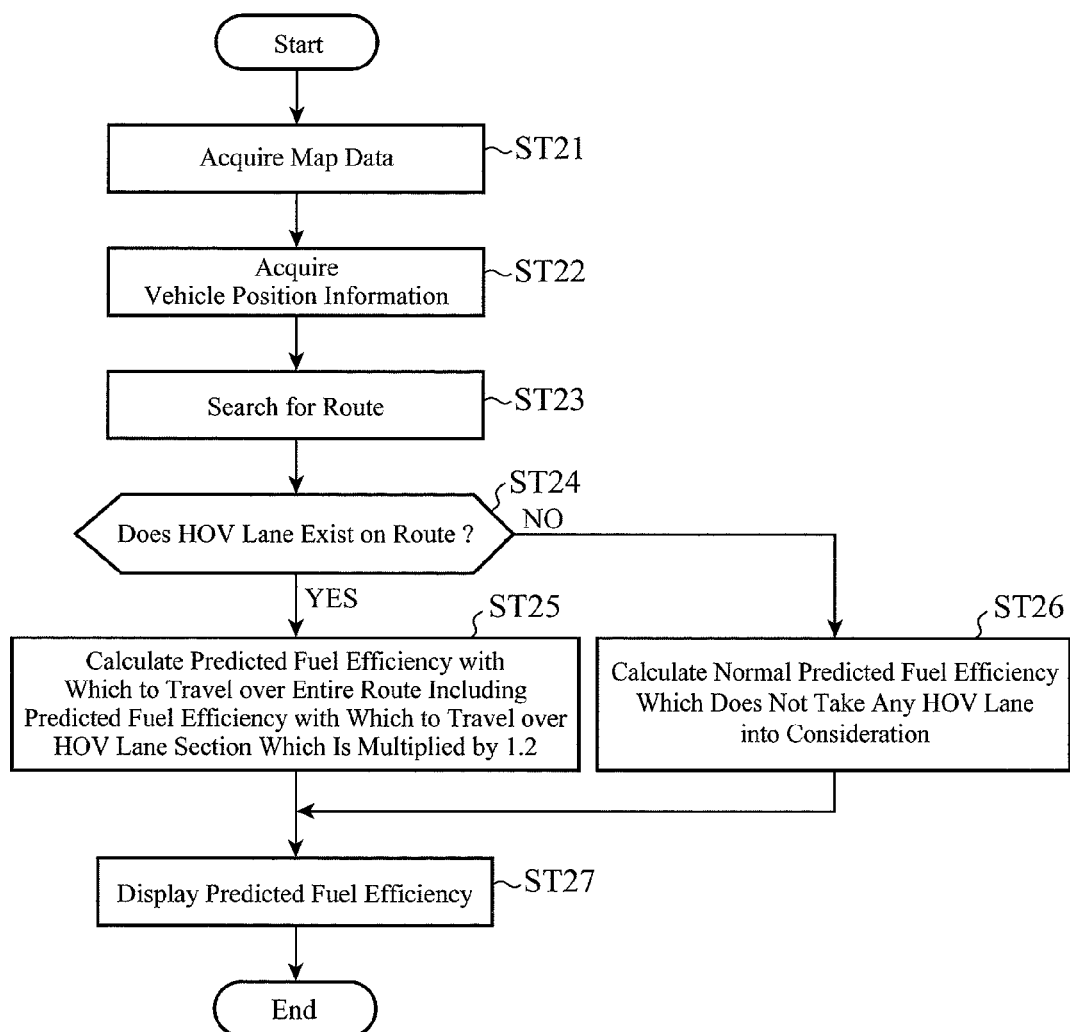 Start
Acquire Map Data
ST21
Acquire
Vehicle Position Information
ST22
Search for Route
ST23
ST24
Does HOV Lane Exist on Route ?
NO
YES
ST25
Calculate Predicted Fuel Efficiency with
Which to Travel over Entire Route Including
Predicted Fuel Efficiency with Which to Travel over
HOV Lane Section Which Is Multiplied by 1.2
ST26
Calculate Normal Predicted Fuel Efficiency
Which Does Not Take Any HOV Lane
into Consideration
Display Predicted Fuel Efficiency
ST27
End